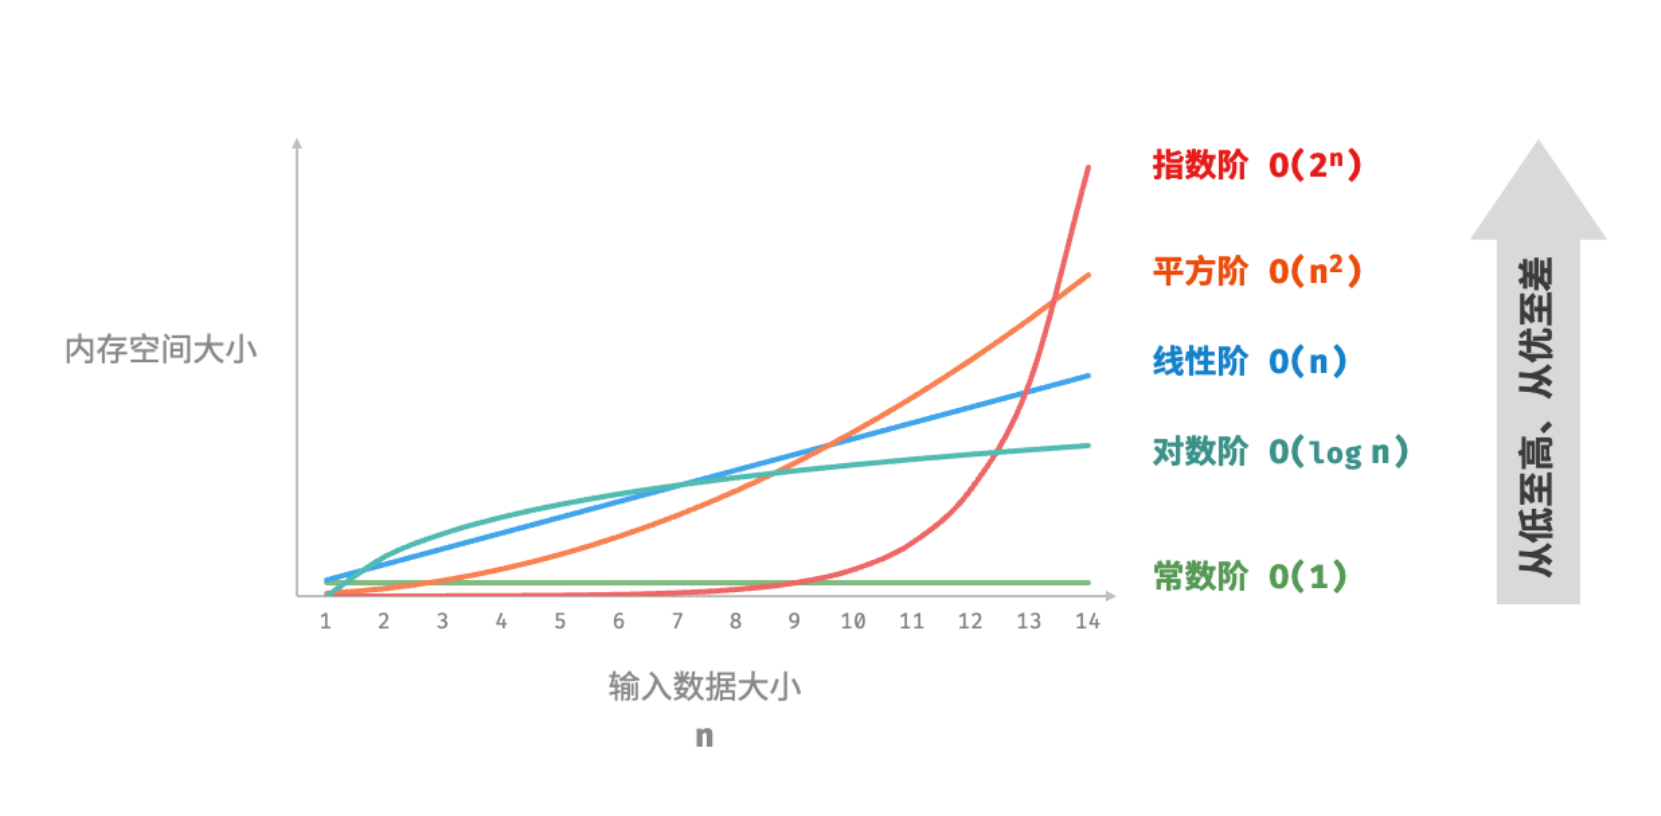 指数阶 O(2ⁿ)
平方阶 O(n²)
线性阶 O(n)
对数阶 O(log n)
常数阶 O(1)
从低至高、从优至差
内存空间大小
1 2 3 4 5 6 7 8 9 10 11 12 13 14
输入数据大小
n